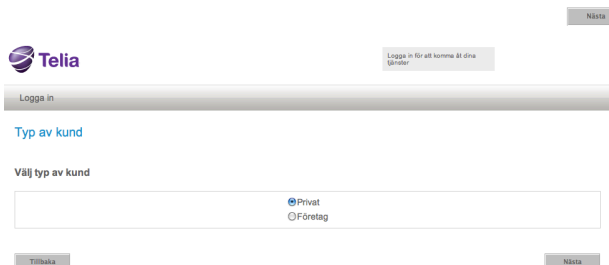 Nästa
Telia
Logga in för att komma åt dina
tjänster
Logga in
Typ av kund
Välj typ av kund
Privat
Företag
Tillbaka
Nästa